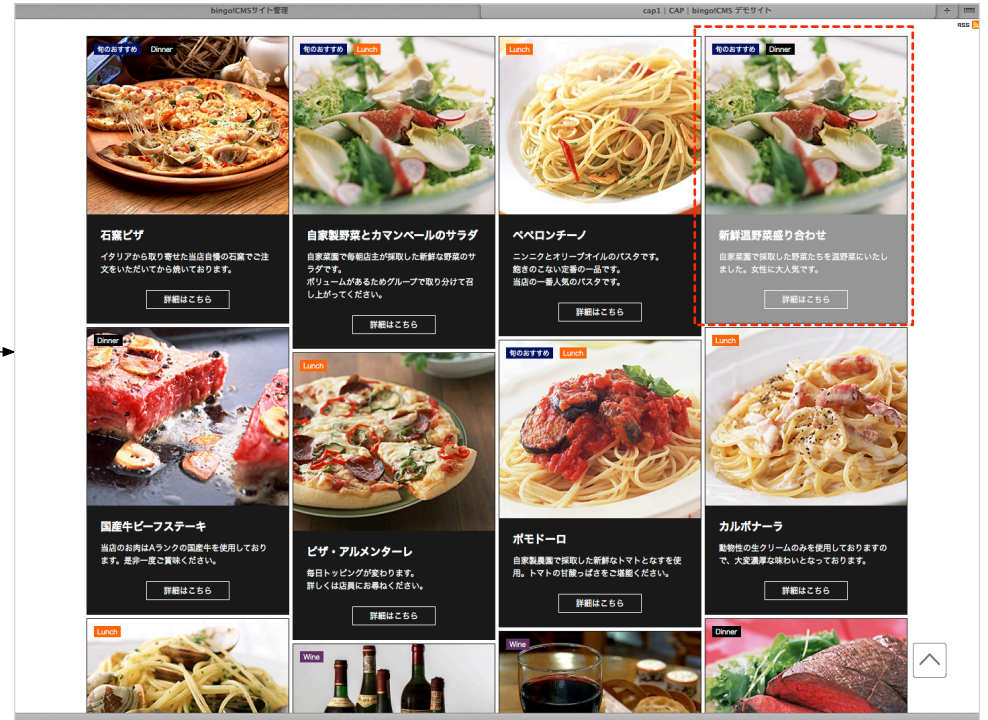 bingo!CMSサイト管理
cap1 | CAP | bingo!CMS デモサイト
+
RSS
旬のおすすめ Dinner
石窯ピザ
イタリアから取り寄せた当店自慢の石窯でご注
文をいただいてから焼いております。
詳細はこちら
旬のおすすめ Lunch
自家製野菜とカマンベールのサラダ
自家菜園で毎朝店主が採取した新鮮な野菜のサ
ラダです。
ボリュームがあるためグループで取り分けて召
し上がってください。
詳細はこちら
Lunch
ペペロンチーノ
ニンニクとオリーブオイルのパスタです。
飽きのこない定番の一品です。
当店の一番人気のパスタです。
詳細はこちら
旬のおすすめ Dinner
新鮮温野菜盛り合わせ
自家菜園で採取した野菜たちを温野菜にいたし
ました。女性に大人気です。
詳細はこちら
Dinner
国産牛ビーフステーキ
当店のお肉はAランクの国産牛を使用しており
ます。是非一度ご賞味ください。
詳細はこちら
Lunch
ピザ・アルメンターレ
毎日トッピングが変わります。
詳しくは店員にお尋ねください。
詳細はこちら
旬のおすすめ Lunch
ポモドーロ
自家製農園で採取した新鮮なトマトとなすを使
用。トマトの甘酸っぱさをご堪能ください。
詳細はこちら
Lunch
カルボナーラ
動物性の生クリームのみを使用しておりますの
で、大変濃厚な味わいとなっております。
詳細はこちら
Lunch
Wine
Wine
Dinner